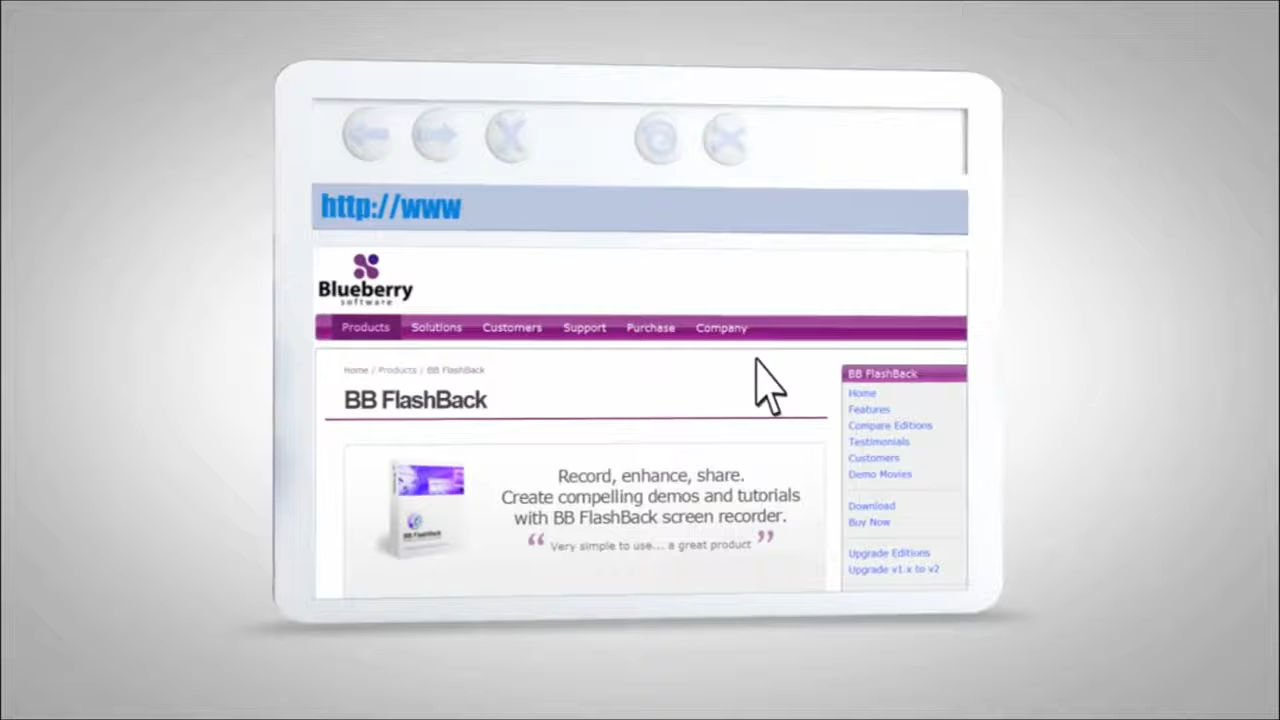 http://www
Blueberry
software
Products Solutions Customers Support Purchase Company
Home / Products / BB FlashBack
BB FlashBack
Record, enhance, share.
Create compelling demos and tutorials
with BB FlashBack screen recorder.
“ Very simple to use... a great product ”
BB FlashBack
BB FlashBack
Home
Features
Compare Editions
Testimonials
Customers
Demo Movies
Download
Buy Now
Upgrade Editions
Upgrade v1.x to v2